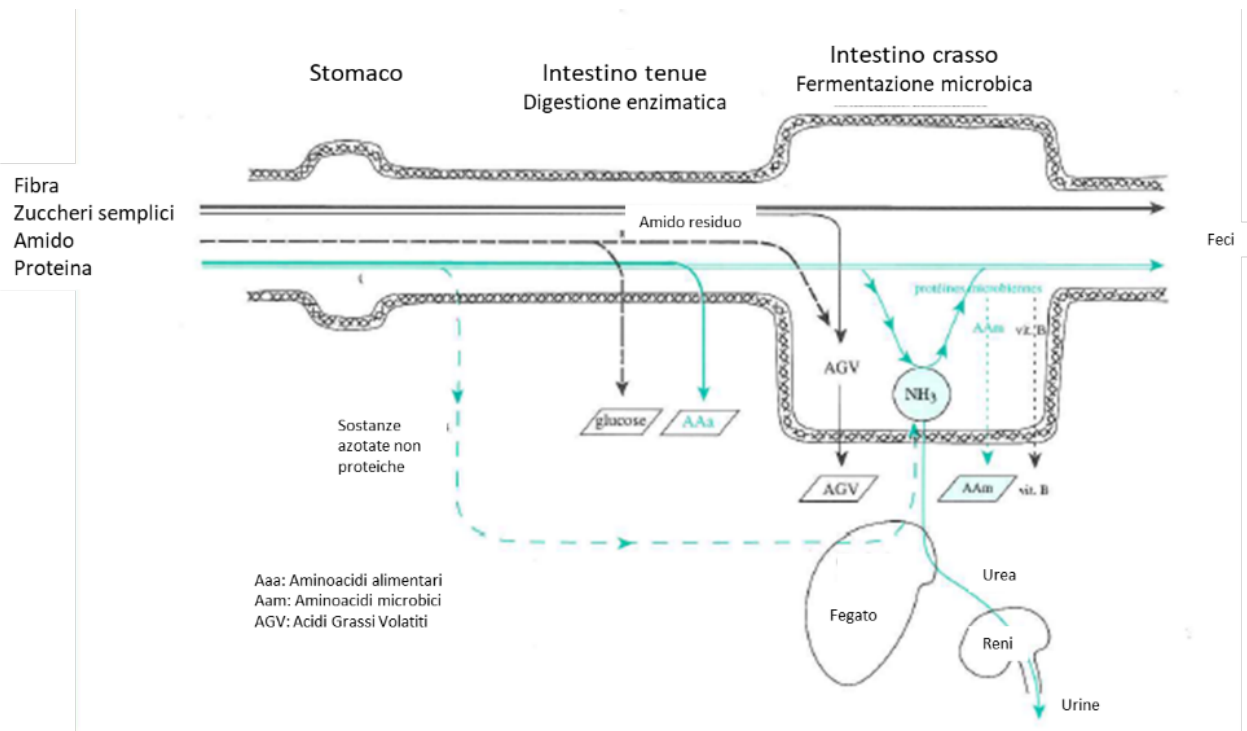 Stomaco
Intestino tenue
Digestione enzimatica
Intestino crasso
Fermentazione microbica
Fibra
Zuccheri semplici
Amido
Proteina
Amido residuo
Feci
protéines microbiennes
AAm
vit. B
AGV
NH₃
glucose
AAa
Sostanze
azotate non
proteiche
AGV
AAm
vit. B
Aaa: Aminoacidi alimentari
Aam: Aminoacidi microbici
AGV: Acidi Grassi Volatiti
Fegato
Urea
Reni
Urine